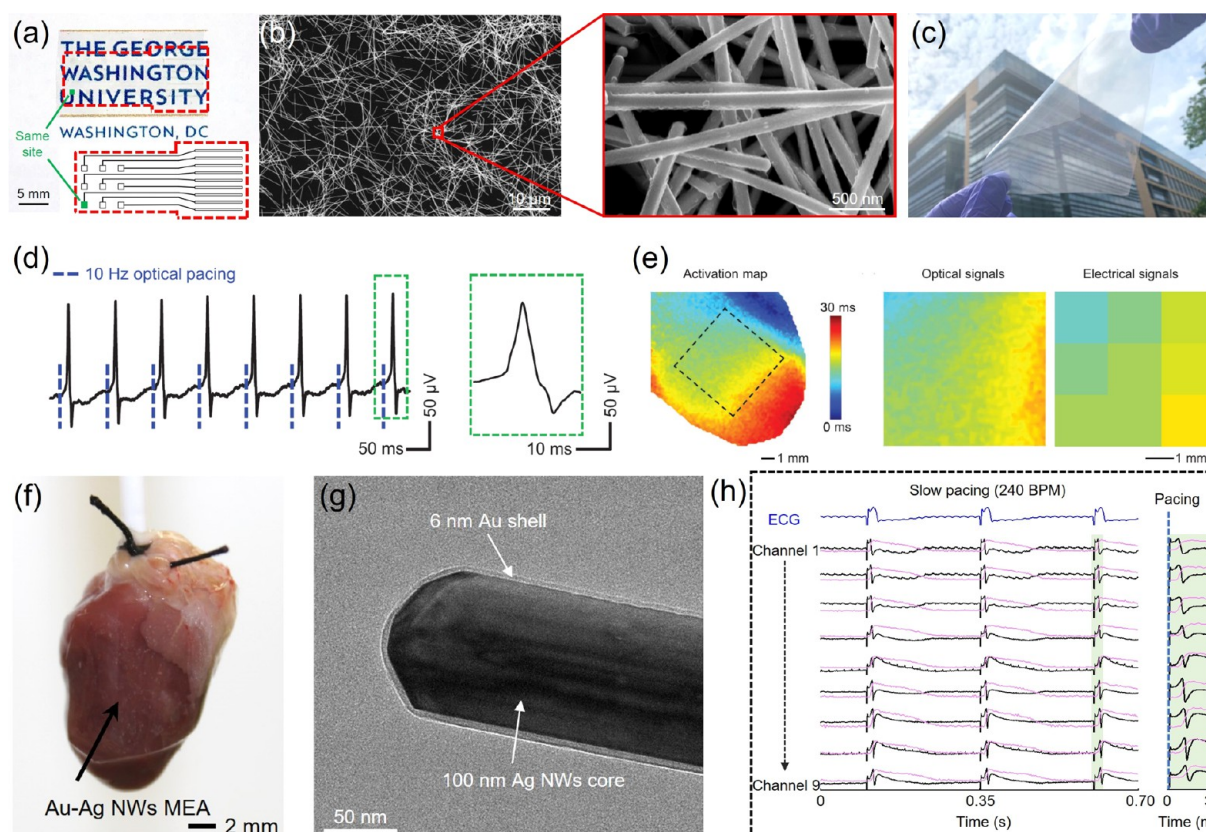 (a)
THE GEORGE
WASHINGTON
UNIVERSITY
WASHINGTON, DC
Same
site
5 mm
(b)
10 μm
500 nm
(c)
(d)
10 Hz optical pacing
50 ms
50 μV
10 ms
50 μV
(e)
Activation map
Optical signals
Electrical signals
30 ms
0 ms
1 mm
1 mm
(f)
Au-Ag NWs MEA
2 mm
(g)
6 nm Au shell
100 nm Ag NWs core
50 nm
(h)
Slow pacing (240 BPM)
Pacing
ECG
Channel 1
Channel 9
0
0.35
0.70
0
Time (s)
Time